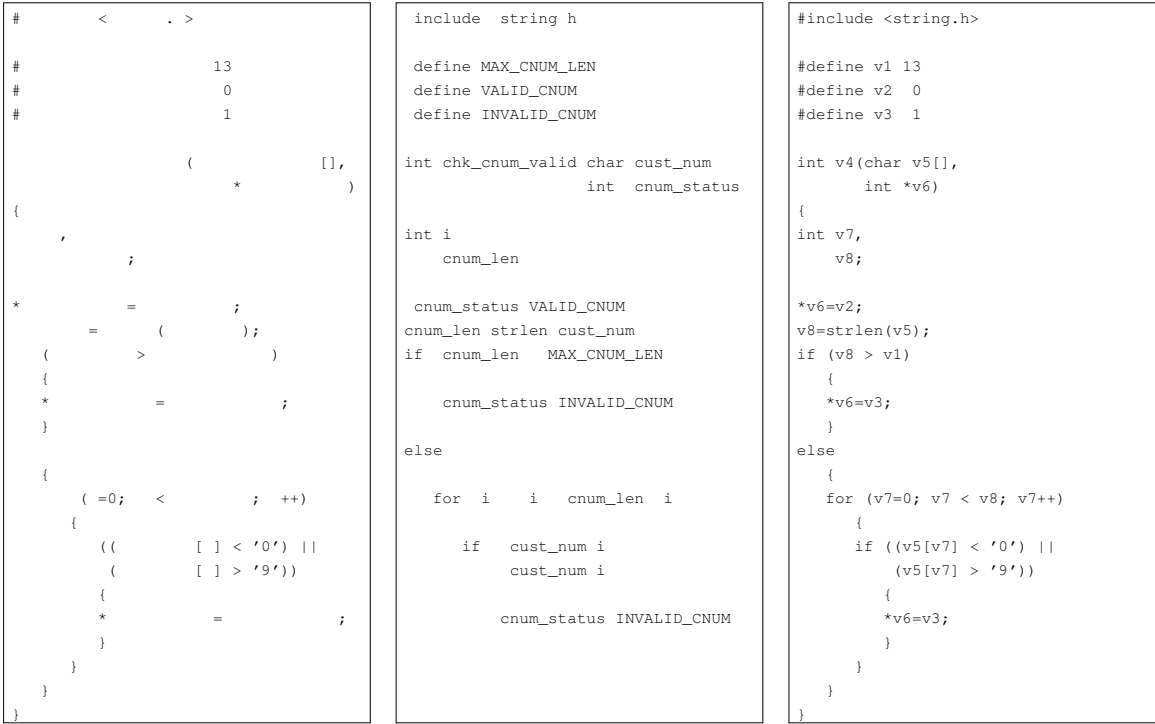 #        <      . >
#                          13
#                           0
#                           1
                      (               [],
                            *             )
{
      ,
              ;
*             =        ;
         =       (         );
    (          >               )
    {
    *             =              ;
    }
    {
        ( =0;   <          ;  ++)
       {
          ((         [ ] < '0') ||
           (         [ ] > '9'))
          {
          *             =              ;
          }
       }
    }
}
include  string h
define MAX_CNUM_LEN
define VALID_CNUM
define INVALID_CNUM
int chk_cnum_valid char cust_num
                   int  cnum_status
int i
    cnum_len
 cnum_status VALID_CNUM
cnum_len strlen cust_num
if  cnum_len   MAX_CNUM_LEN
    cnum_status INVALID_CNUM
else
   for  i   i  cnum_len  i
      if   cust_num i
           cust_num i
          cnum_status INVALID_CNUM
#include <string.h>
#define v1 13
#define v2  0
#define v3  1
int v4(char v5[],
       int *v6)
{
int v7,
    v8;
*v6=v2;
v8=strlen(v5);
if (v8 > v1)
   {
   *v6=v3;
   }
else
   {
   for (v7=0; v7 < v8; v7++)
      {
      if ((v5[v7] < '0') ||
          (v5[v7] > '9'))
         {
         *v6=v3;
         }
      }
   }
}